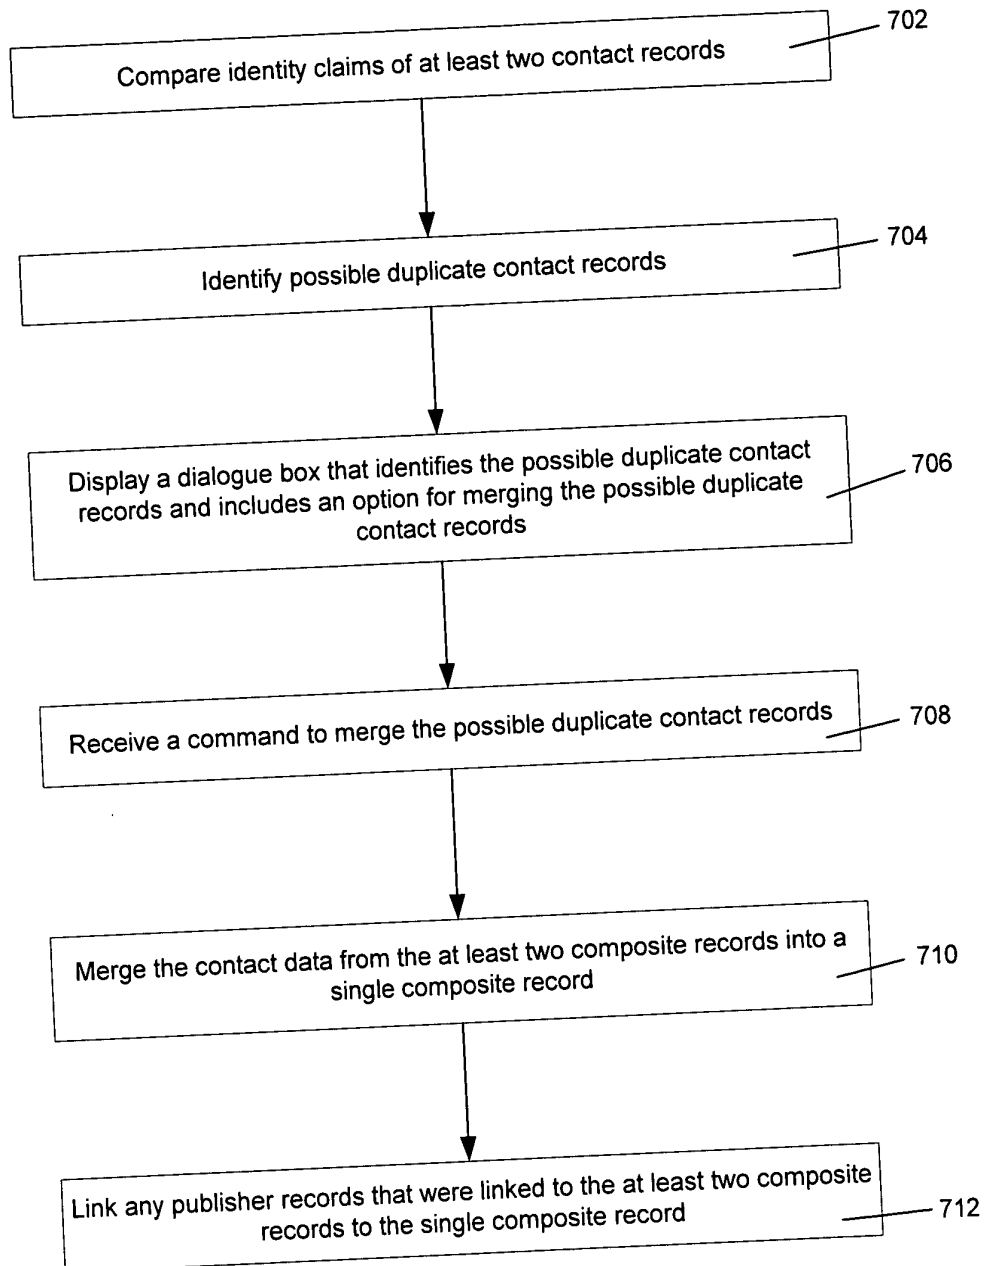 702
Compare identity claims of at least two contact records
704
Identify possible duplicate contact records
Display a dialogue box that identifies the possible duplicate contact
records and includes an option for merging the possible duplicate
contact records
706
Receive a command to merge the possible duplicate contact records
708
Merge the contact data from the at least two composite records into a
single composite record
710
Link any publisher records that were linked to the at least two composite
records to the single composite record
712